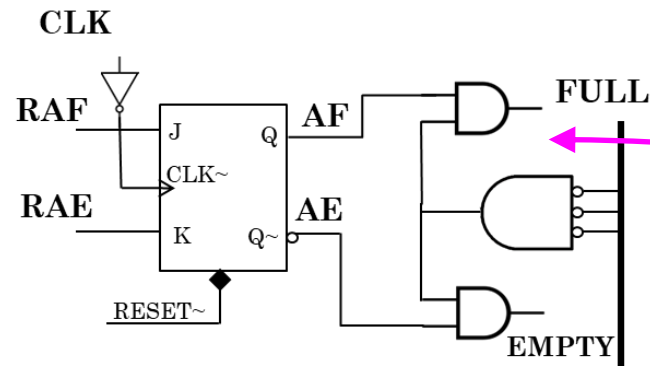 CLK
RAF
RAE
J
CLK~
K
Q
Q~
RESET~
AF
AE
FULL
EMPTY